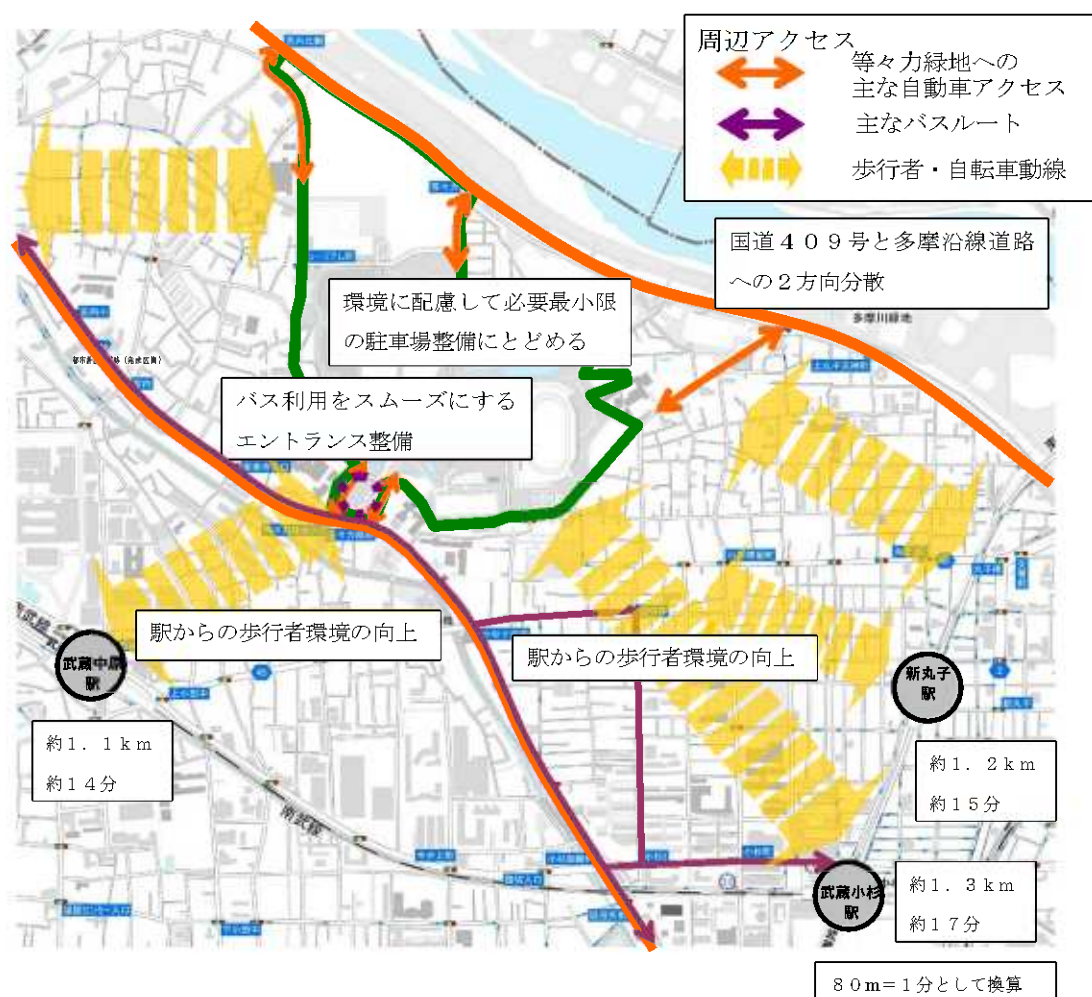 周辺アクセス
等々力緑地への
主な自動車アクセス
主なバスルート
歩行者・自転車動線
国道４０９号と多摩沿線道路
への２方向分散
多摩川緑地
環境に配慮して必要最小限
の駐車場整備にとどめる
バス利用をスムーズにする
エントランス整備
駅からの歩行者環境の向上
駅からの歩行者環境の向上
南武線
武蔵中原
駅
新丸子
駅
約１．１ｋｍ
約１４分
約１．２ｋｍ
約１５分
南武線
武蔵小杉
駅
約１．３ｋｍ
約１７分
８０ｍ＝１分として換算